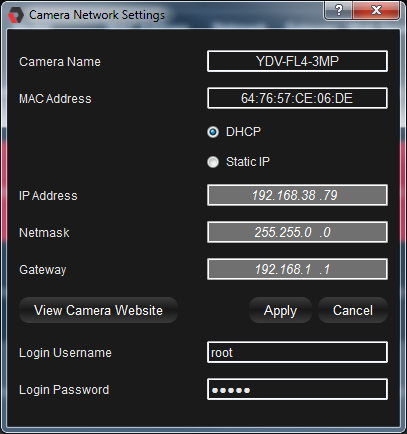 Camera Network Settings
Camera Name YDV-FL4-3MP
MAC Address 64:76:57:CE:06:DE
DHCP
Static IP
IP Address 192.168.38 .79
Netmask 255.255.0 .0
Gateway 192.168.1 .1
View Camera Website Apply Cancel
Login Username root
Login Password ●●●●●